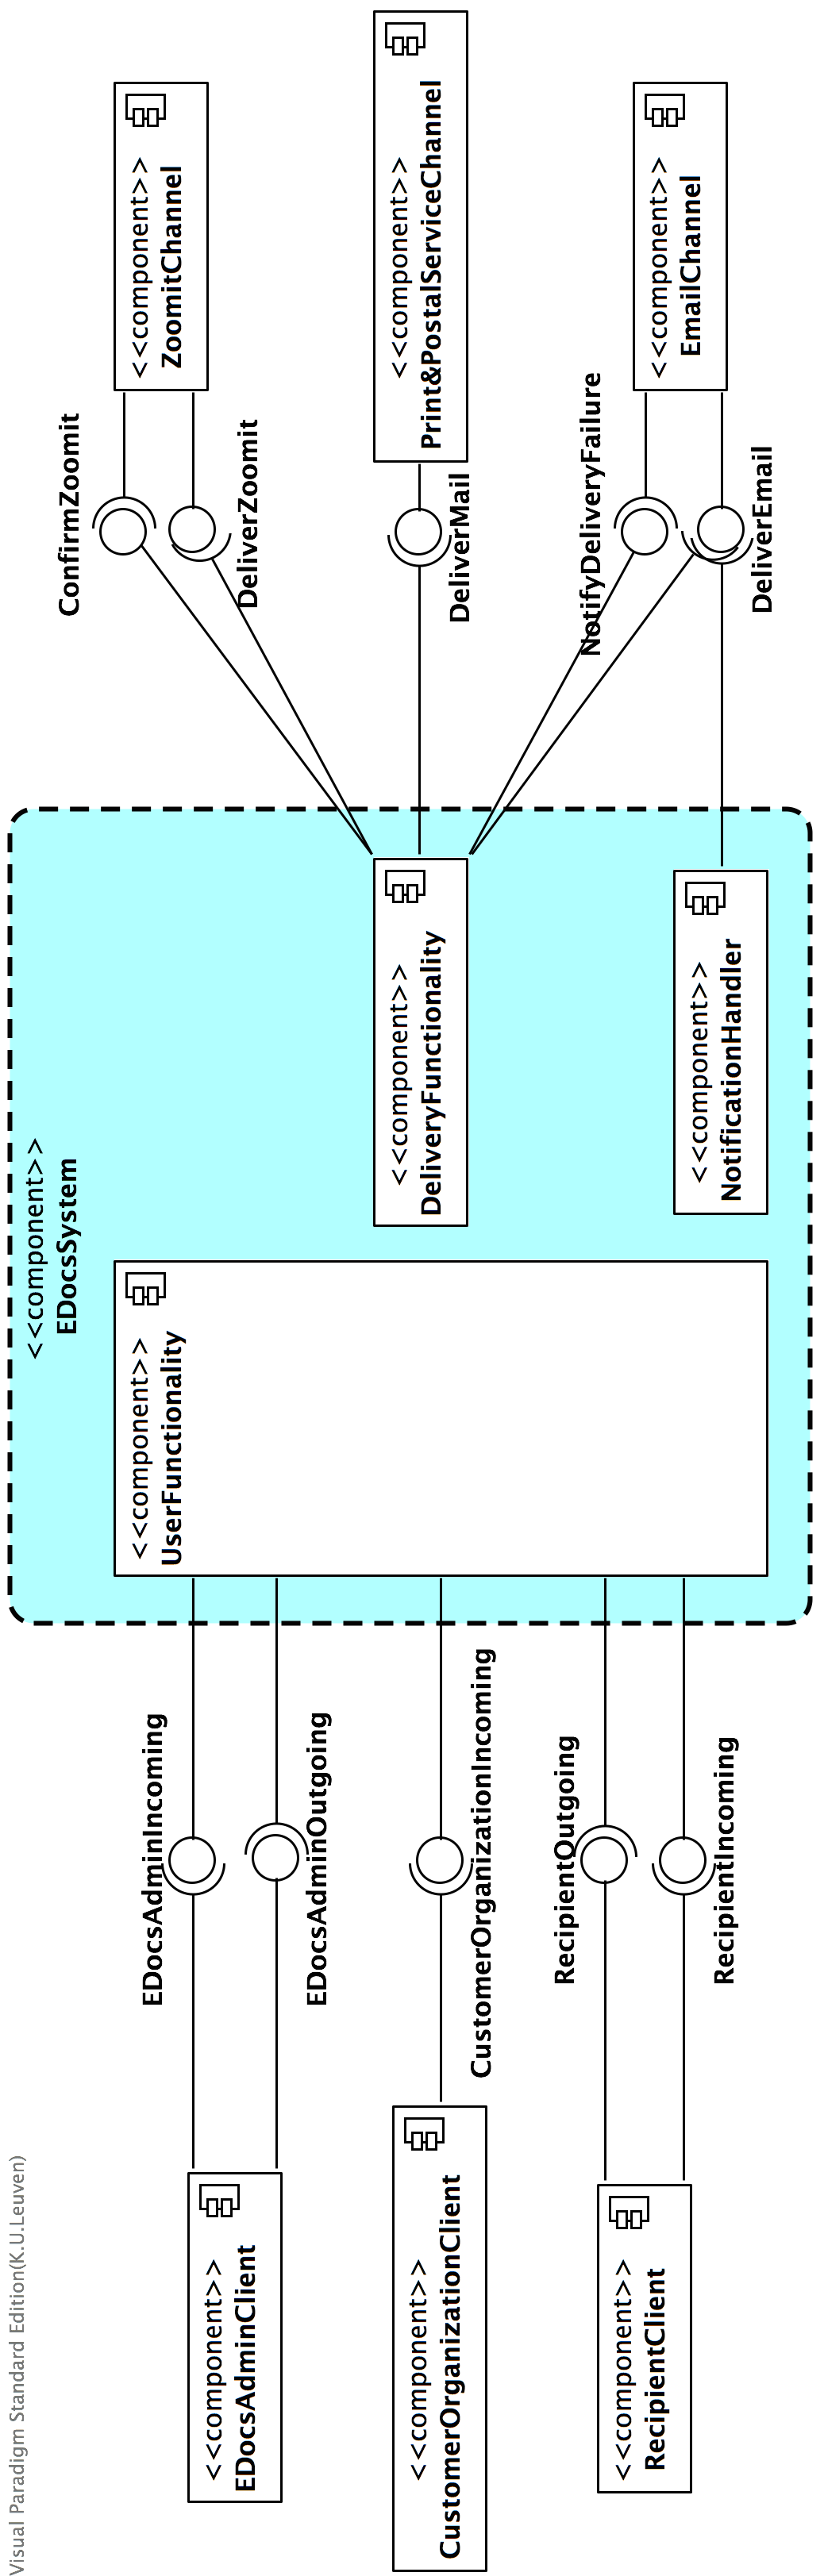 Visual Paradigm Standard Edition(K.U.Leuven)
<<component>>
EDocsSystem
<<component>>
EDocsAdminClient
EDocsAdminIncoming
EDocsAdminOutgoing
<<component>>
CustomerOrganizationClient
CustomerOrganizationIncoming
<<component>>
RecipientClient
RecipientOutgoing
RecipientIncoming
<<component>>
UserFunctionality
<<component>>
DeliveryFunctionality
<<component>>
NotificationHandler
ConfirmZoomit
DeliverZoomit
<<component>>
ZoomitChannel
DeliverMail
<<component>>
Print&PostalServiceChannel
NotifyDeliveryFailure
DeliverEmail
<<component>>
EmailChannel